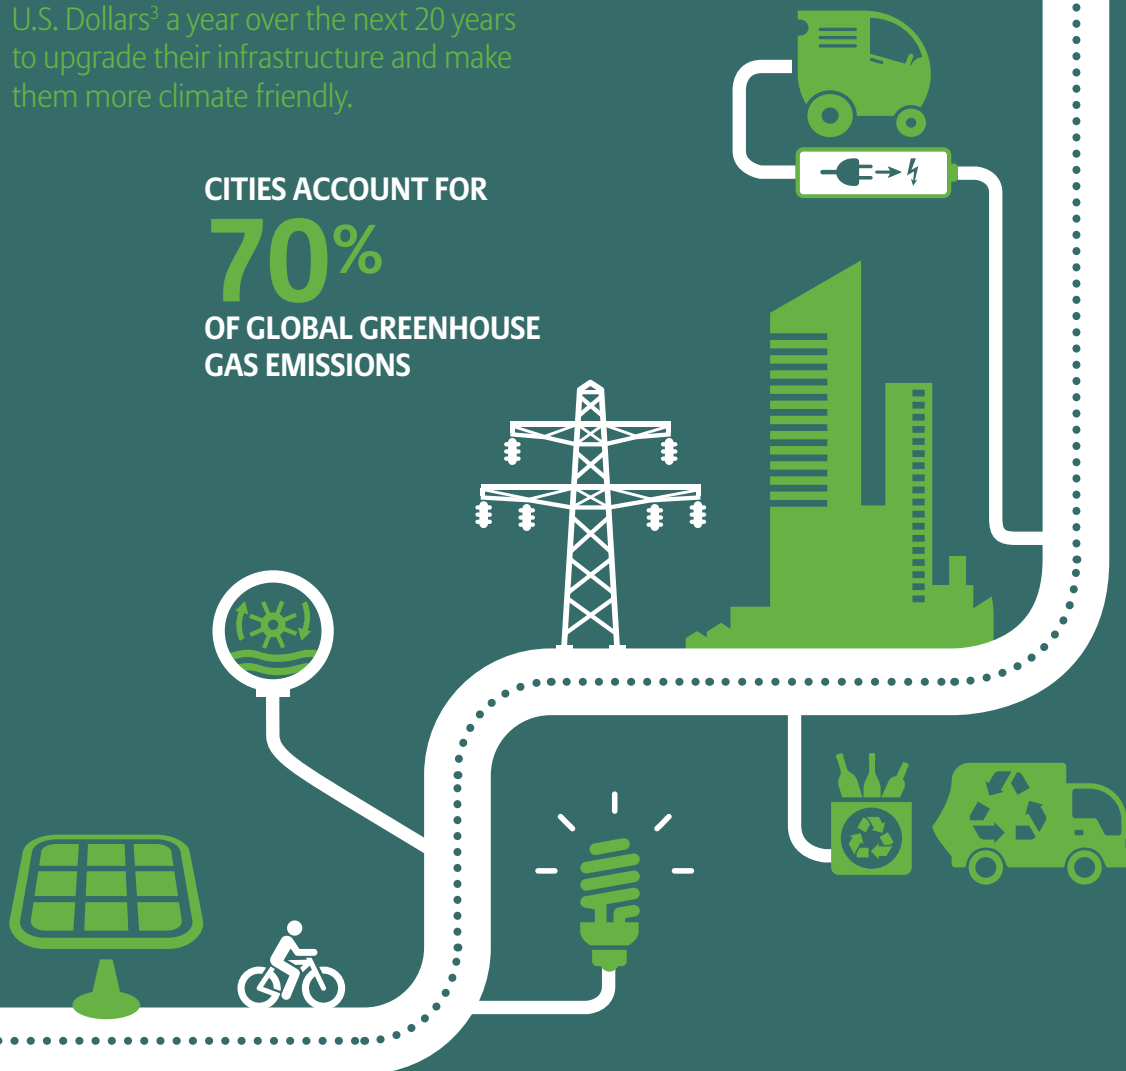 U.S. Dollars³ a year over the next 20 years
to upgrade their infrastructure and make
them more climate friendly.
CITIES ACCOUNT FOR
70%
OF GLOBAL GREENHOUSE
GAS EMISSIONS